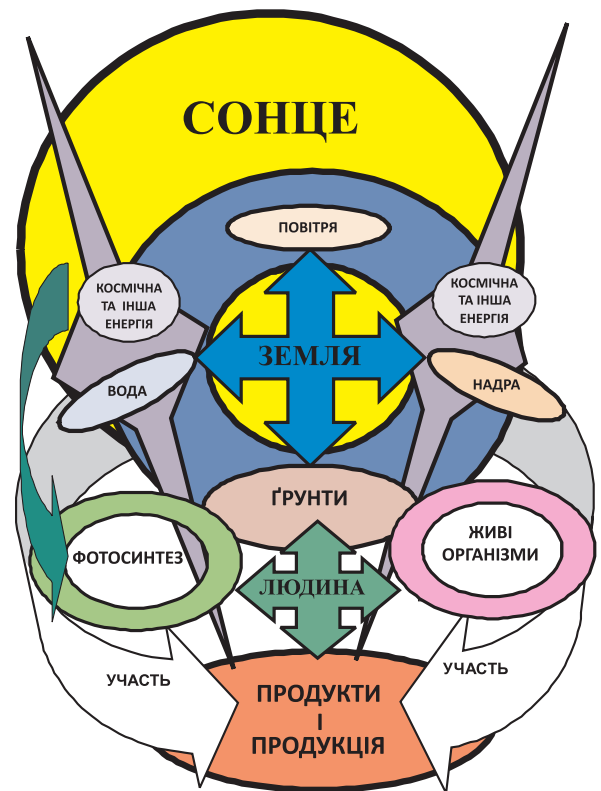 СОНЦЕ
ПОВІТРЯ
КОСМІЧНА
ТА ІНША
ЕНЕРГІЯ
КОСМІЧНА
ТА ІНША
ЕНЕРГІЯ
ЗЕМЛЯ
ВОДА
НАДРА
ҐРУНТИ
ФОТОСИНТЕЗ
ЖИВІ
ОРГАНІЗМИ
ЛЮДИНА
УЧАСТЬ
УЧАСТЬ
ПРОДУКТИ
І
ПРОДУКЦІЯ